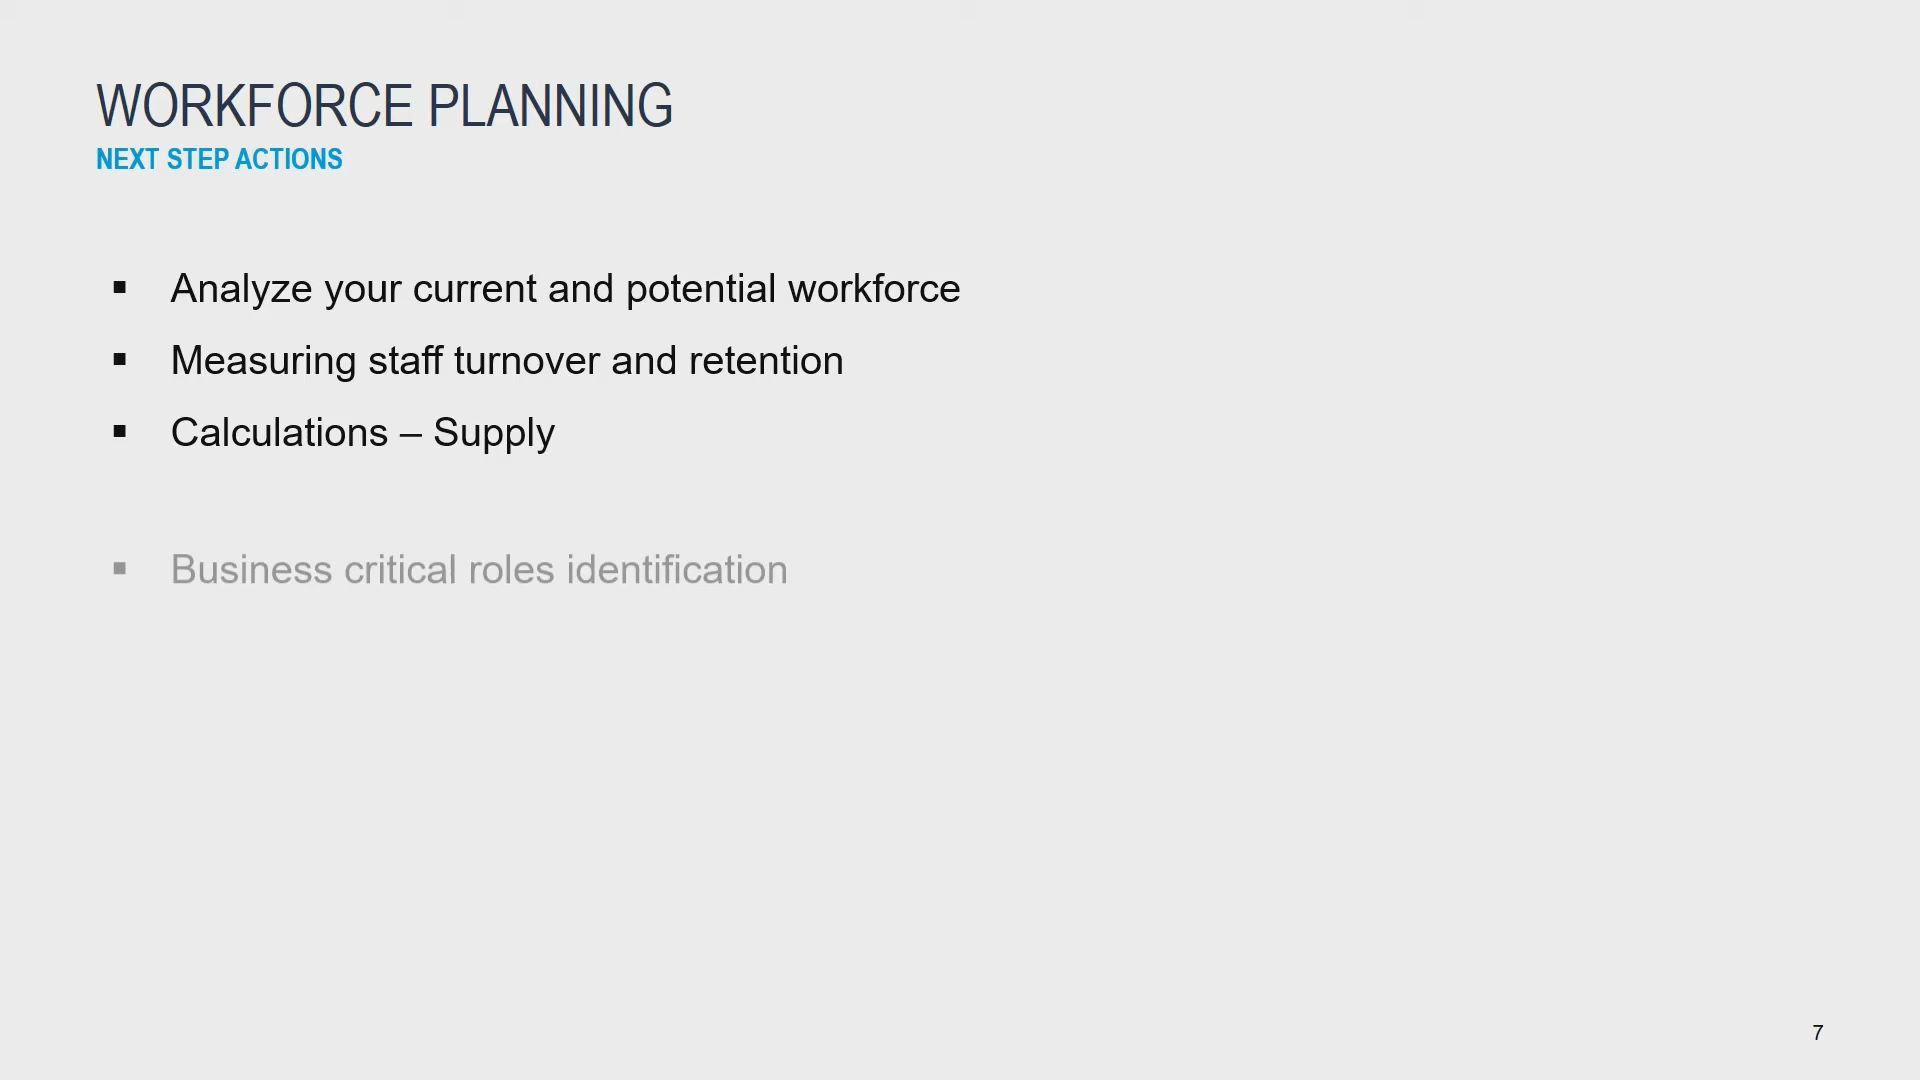 WORKFORCE PLANNING
NEXT STEP ACTIONS
▪ Analyze your current and potential workforce
▪ Measuring staff turnover and retention
▪ Calculations – Supply
▪ Business critical roles identification
7